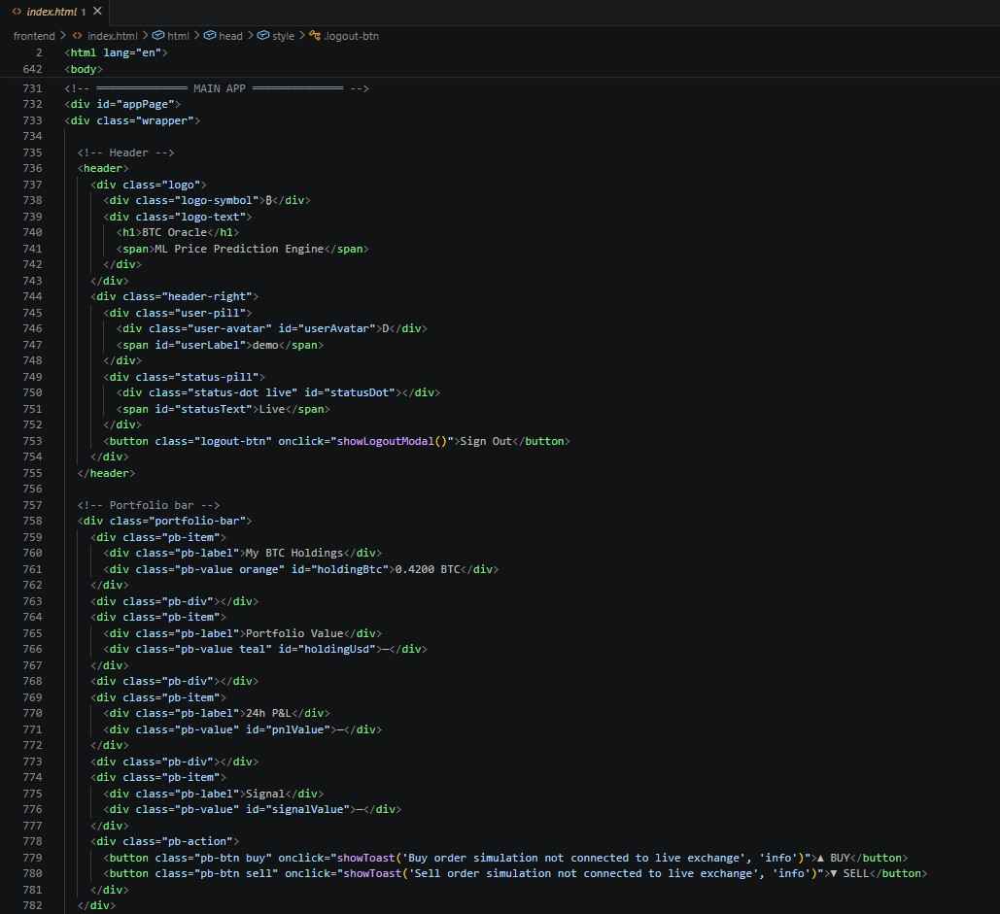 index.html 1 ×
frontend > index.html > html > head > style > .logout-btn
2 <html lang="en">
642 <body>
731 <!-- ══════════════ MAIN APP ══════════════ -->
732 <div id="appPage">
733 <div class="wrapper">
734
735 <!-- Header -->
736 <header>
737 <div class="logo">
738 <div class="logo-symbol">₿</div>
739 <div class="logo-text">
740 <h1>BTC Oracle</h1>
741 <span>ML Price Prediction Engine</span>
742 </div>
743 </div>
744 <div class="header-right">
745 <div class="user-pill">
746 <div class="user-avatar" id="userAvatar">D</div>
747 <span id="userLabel">demo</span>
748 </div>
749 <div class="status-pill">
750 <div class="status-dot live" id="statusDot"></div>
751 <span id="statusText">Live</span>
752 </div>
753 <button class="logout-btn" onclick="showLogoutModal()">Sign Out</button>
754 </div>
755 </header>
756
757 <!-- Portfolio bar -->
758 <div class="portfolio-bar">
759 <div class="pb-item">
760 <div class="pb-label">My BTC Holdings</div>
761 <div class="pb-value orange" id="holdingBtc">0.4200 BTC</div>
762 </div>
763 <div class="pb-div"></div>
764 <div class="pb-item">
765 <div class="pb-label">Portfolio Value</div>
766 <div class="pb-value teal" id="holdingUsd">—</div>
767 </div>
768 <div class="pb-div"></div>
769 <div class="pb-item">
770 <div class="pb-label">24h P&L</div>
771 <div class="pb-value" id="pnlValue">—</div>
772 </div>
773 <div class="pb-div"></div>
774 <div class="pb-item">
775 <div class="pb-label">Signal</div>
776 <div class="pb-value" id="signalValue">—</div>
777 </div>
778 <div class="pb-action">
779 <button class="pb-btn buy" onclick="showToast('Buy order simulation not connected to live exchange', 'info')">▲ BUY</button>
780 <button class="pb-btn sell" onclick="showToast('Sell order simulation not connected to live exchange', 'info')">▼ SELL</button>
781 </div>
782 </div>